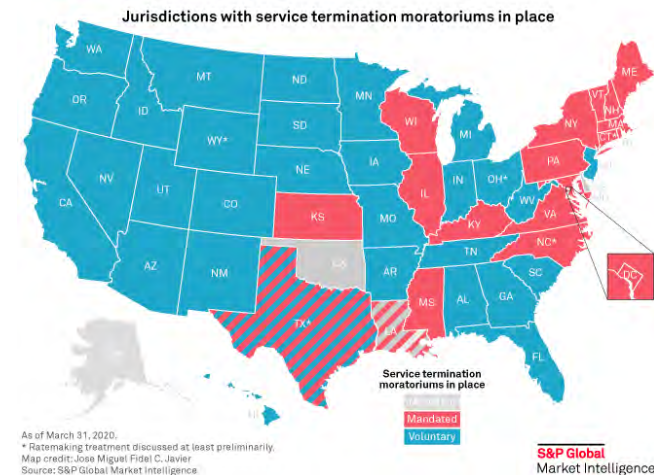 Jurisdictions with service termination moratoriums in place
WA
MT
ND
MN
ME
OR
ID
WY*
SD
WI
MI
NY
VT
NH
MA
CT*
NV
UT
CO
NE
IA
IL
IN
OH*
PA
CA
KS
MO
KY
WV
VA
AZ
NM
AR
TN
NC*
DC
SC
TX*
LA
MS
AL
GA
FL
Service termination
moratoriums in place
Mandated
Voluntary
As of March 31, 2020.
* Ratemaking treatment discussed at least preliminarily.
Map credit: Jose Miguel Fidel C. Javier
Source: S&P Global Market Intelligence
S&P Global
Market Intelligence